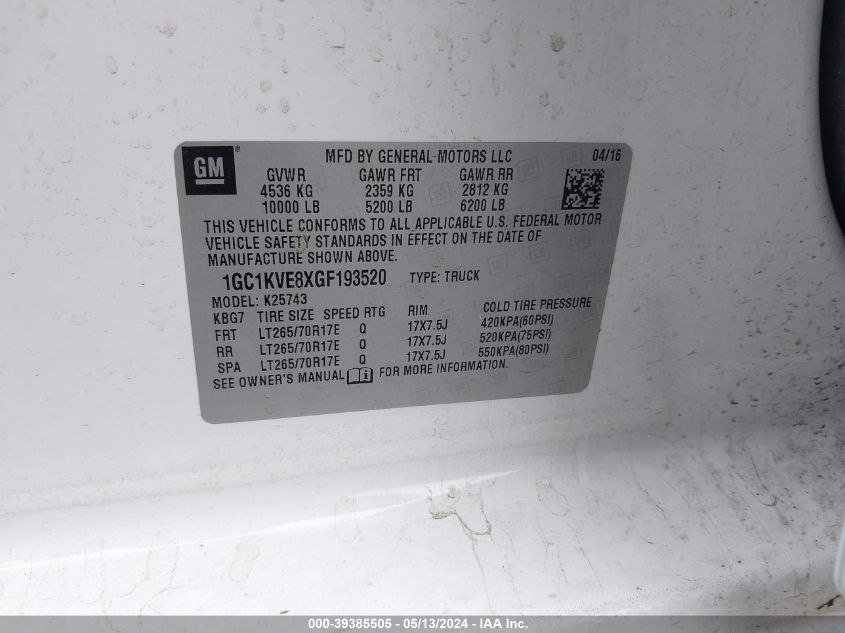 GM
MFD BY GENERAL MOTORS LLC 04/16
GVWR GAWR FRT GAWR RR
4536 KG 2359 KG 2812 KG
10000 LB 5200 LB 6200 LB
THIS VEHICLE CONFORMS TO ALL APPLICABLE U.S. FEDERAL MOTOR
VEHICLE SAFETY STANDARDS IN EFFECT ON THE DATE OF
MANUFACTURE SHOWN ABOVE.
1GC1KVE8XGF193520 TYPE: TRUCK
MODEL: K25743
KBG7 TIRE SIZE SPEED RTG RIM COLD TIRE PRESSURE
FRT LT265/70R17E Q 17X7.5J 420KPA(60PSI)
RR LT265/70R17E Q 17X7.5J 520KPA(75PSI)
SPA LT265/70R17E Q 17X7.5J 550KPA(80PSI)
SEE OWNER'S MANUAL FOR MORE INFORMATION.
000-39385505 - 05/13/2024 - IAA Inc.